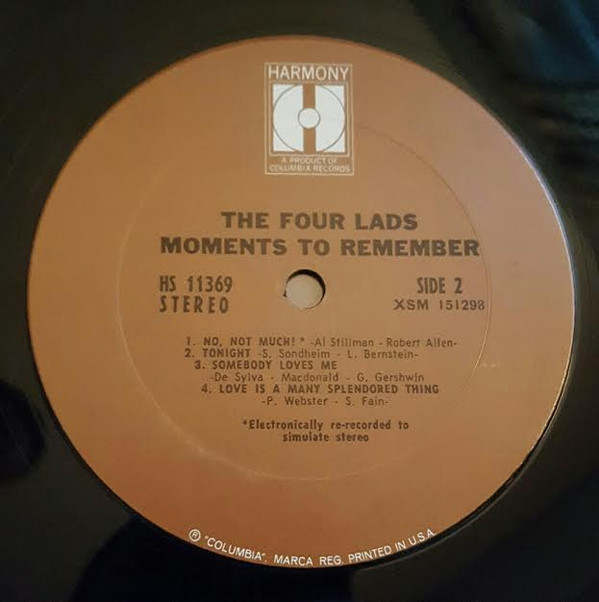 HARMONY
A PRODUCT OF
COLUMBIA RECORDS
THE FOUR LADS
MOMENTS TO REMEMBER
HS 11369 SIDE 2
STEREO XSM 151298
1. NO, NOT MUCH! * -Al Stillman - Robert Allen-
2. TONIGHT -S. Sondheim - L. Bernstein-
3. SOMEBODY LOVES ME
-De Sylva - Macdonald - G. Gershwin
4. LOVE IS A MANY SPLENDORED THING
-P. Webster - S. Fain-
*Electronically re-recorded to
simulate stereo
® "COLUMBIA", MARCA REG. PRINTED IN U.S.A.